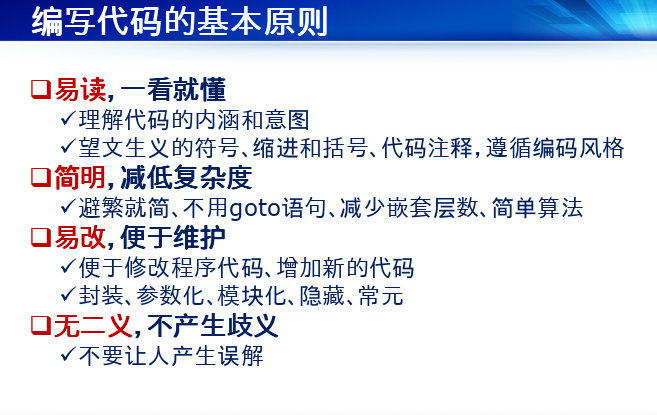 编写代码的基本原则
❑易读，一看就懂
✓理解代码的内涵和意图
✓望文生义的符号、缩进和括号、代码注释，遵循编码风格
❑简明，减低复杂度
✓避繁就简、不用goto语句、减少嵌套层数、简单算法
❑易改，便于维护
✓便于修改程序代码、增加新的代码
✓封装、参数化、模块化、隐藏、常元
❑无二义，不产生歧义
✓不要让人产生误解